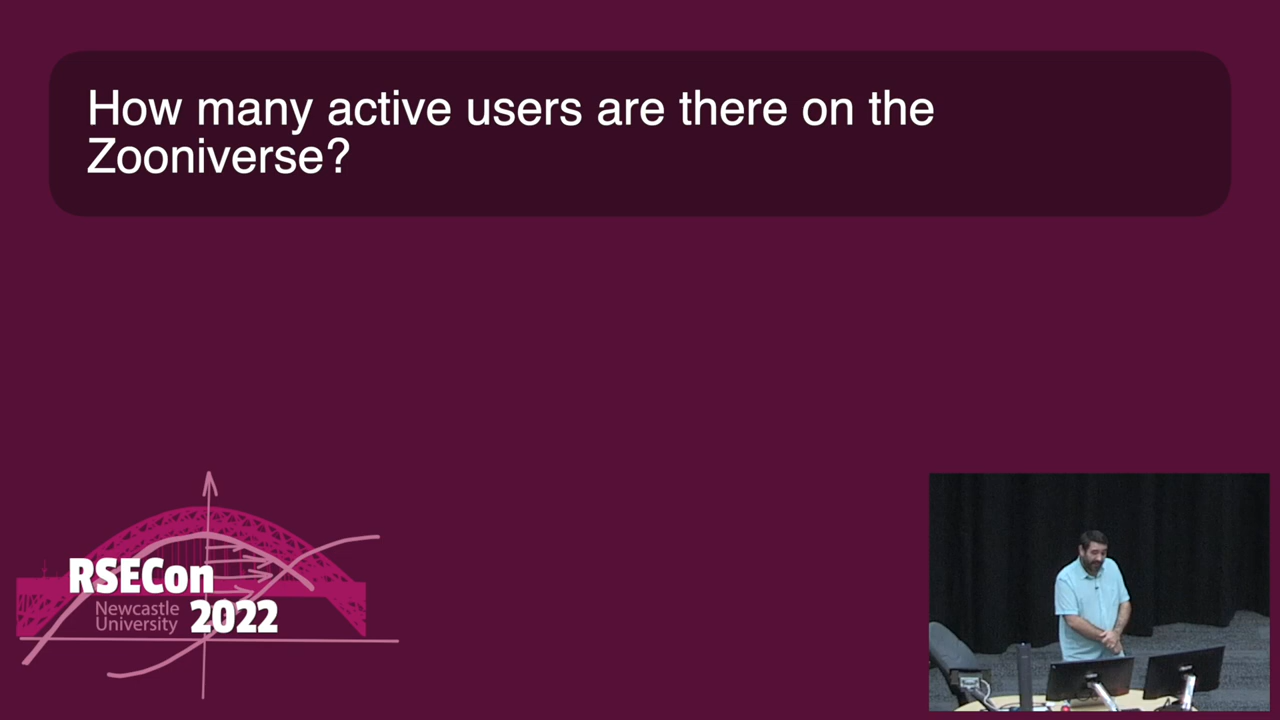 How many active users are there on the
Zooniverse?
RSECon
Newcastle
University 2022